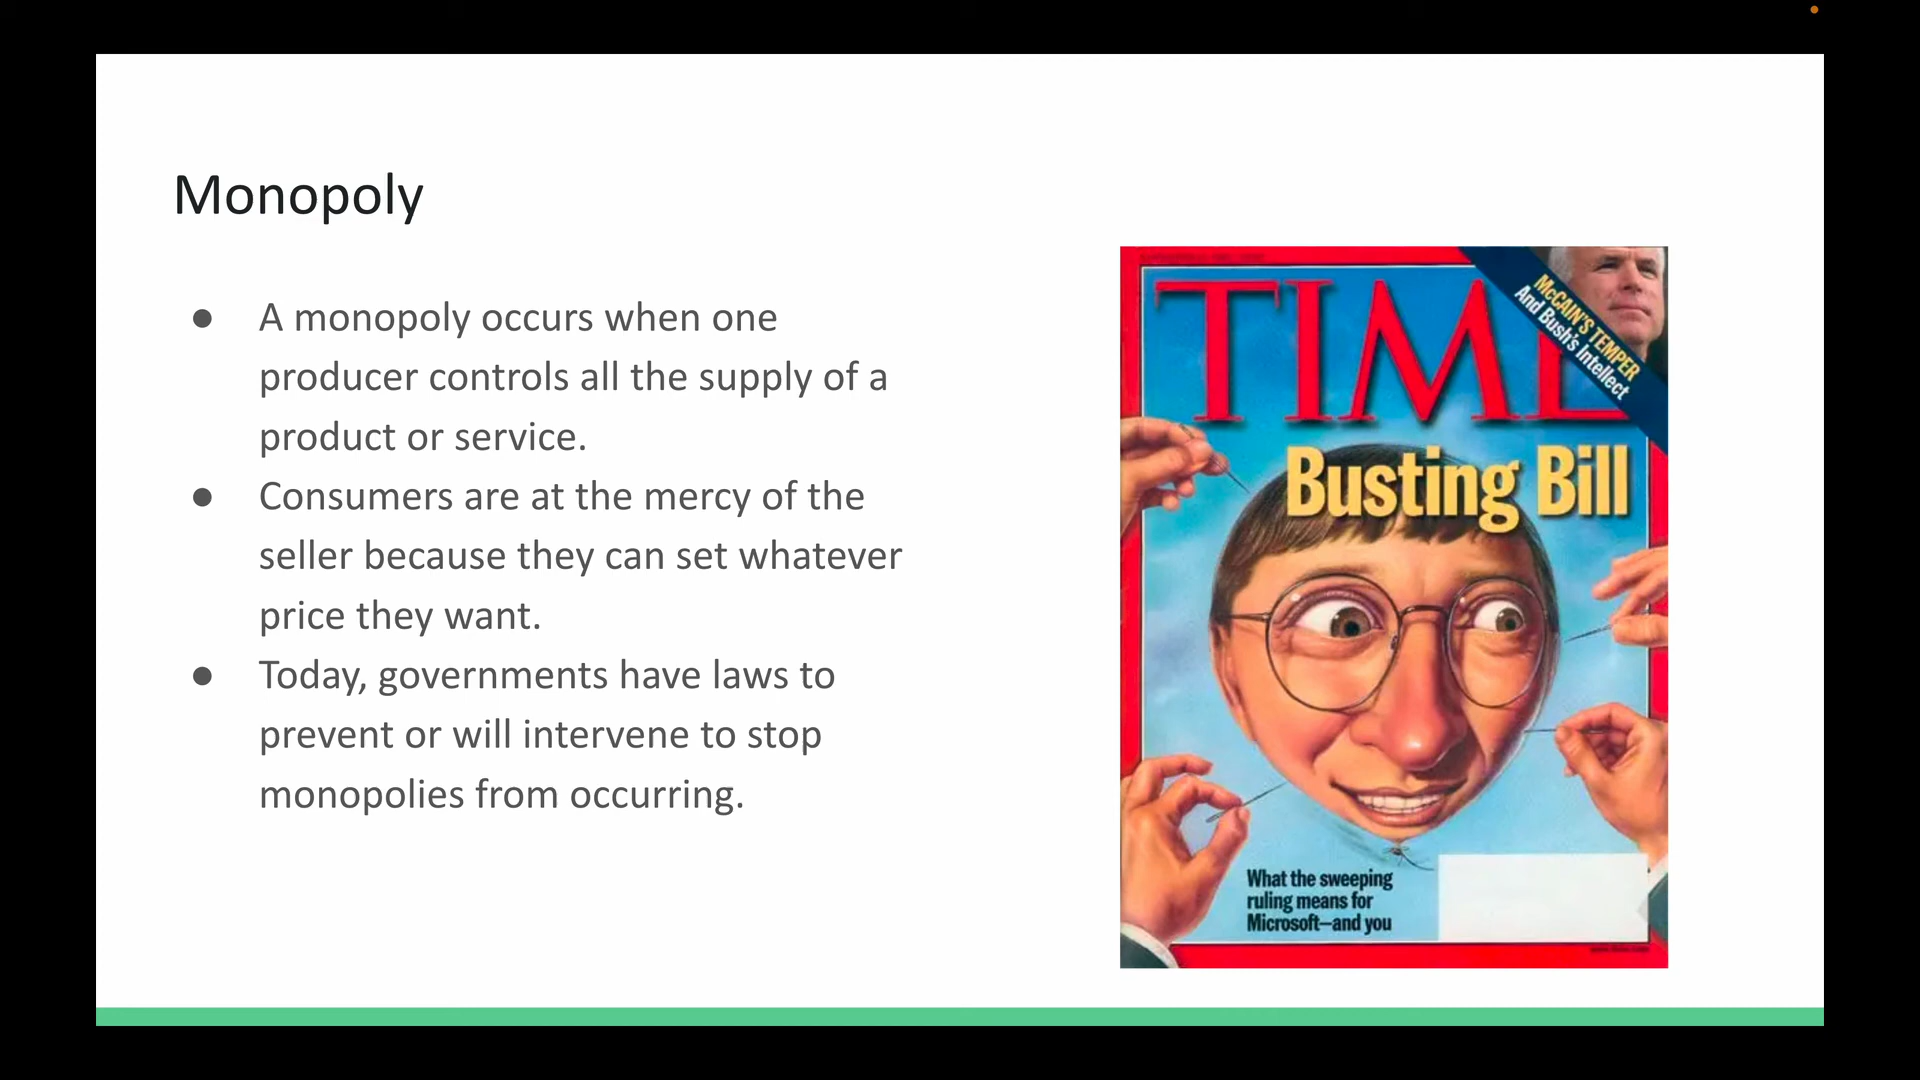 Monopoly
● A monopoly occurs when one
producer controls all the supply of a
product or service.
● Consumers are at the mercy of the
seller because they can set whatever
price they want.
● Today, governments have laws to
prevent or will intervene to stop
monopolies from occurring.
TIME
McCAIN'S TEMPER
And Bush's Intellect
Busting Bill
What the sweeping
ruling means for
Microsoft—and you